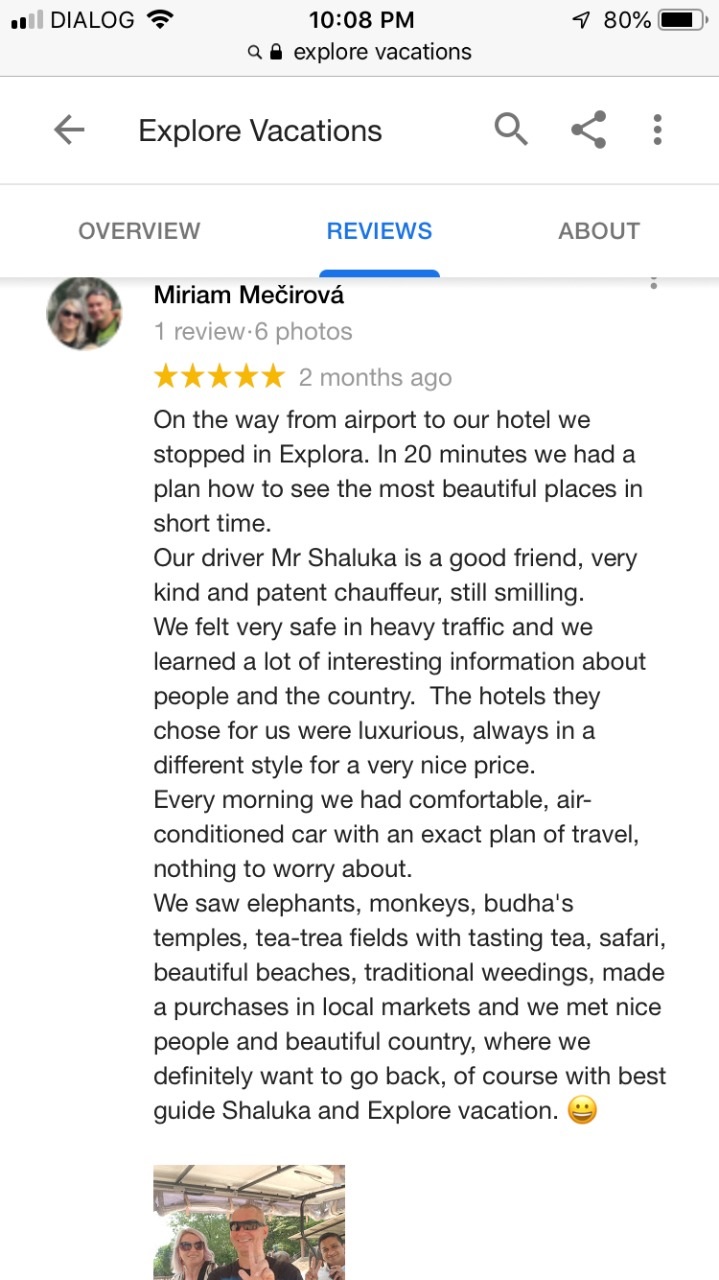 DIALOG 10:08 PM 80%
explore vacations
Explore Vacations
OVERVIEW REVIEWS ABOUT
Miriam Mečirová
1 review·6 photos
2 months ago
On the way from airport to our hotel we
stopped in Explora. In 20 minutes we had a
plan how to see the most beautiful places in
short time.
Our driver Mr Shaluka is a good friend, very
kind and patent chauffeur, still smilling.
We felt very safe in heavy traffic and we
learned a lot of interesting information about
people and the country.  The hotels they
chose for us were luxurious, always in a
different style for a very nice price.
Every morning we had comfortable, air-
conditioned car with an exact plan of travel,
nothing to worry about.
We saw elephants, monkeys, budha's
temples, tea-trea fields with tasting tea, safari,
beautiful beaches, traditional weedings, made
a purchases in local markets and we met nice
people and beautiful country, where we
definitely want to go back, of course with best
guide Shaluka and Explore vacation. 😀